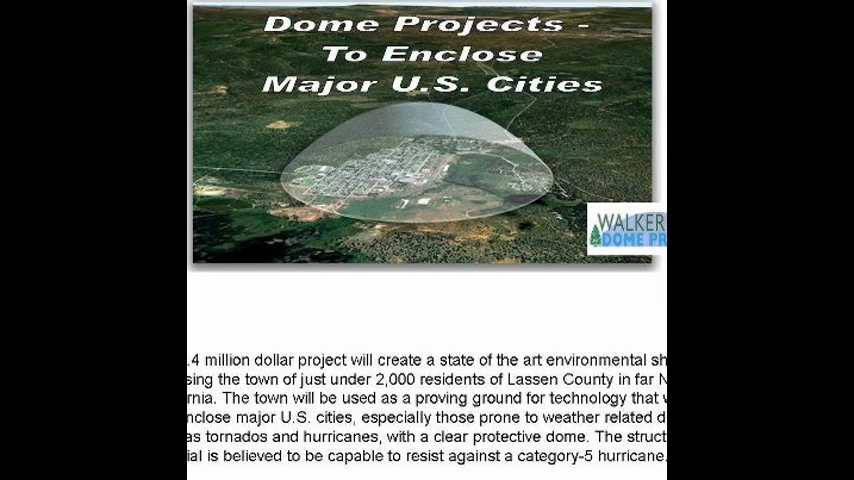 Dome Projects -
To Enclose
Major U.S. Cities
WALKER
DOME PR
.4 million dollar project will create a state of the art environmental sh
sing the town of just under 2,000 residents of Lassen County in far N
rnia. The town will be used as a proving ground for technology that w
nclose major U.S. cities, especially those prone to weather related d
as tornados and hurricanes, with a clear protective dome. The struct
ial is believed to be capable to resist against a category-5 hurricane.